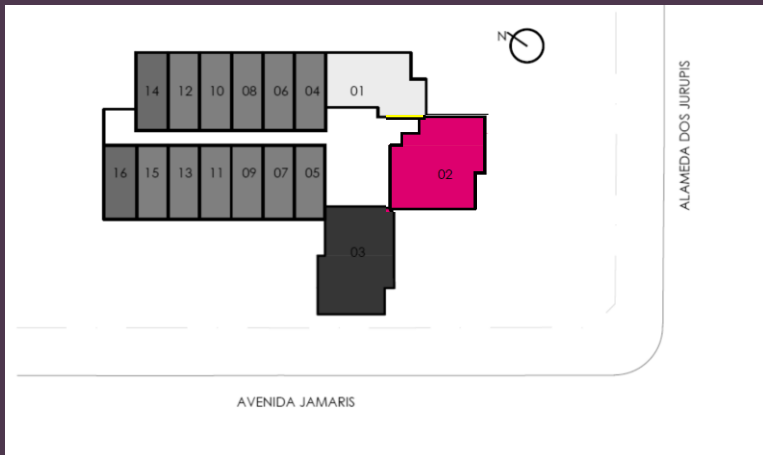 N
14 12 10 08 06 04 01
02
16 15 13 11 09 07 05
03
ALAMEDA DOS JURUPIS
AVENIDA JAMARIS